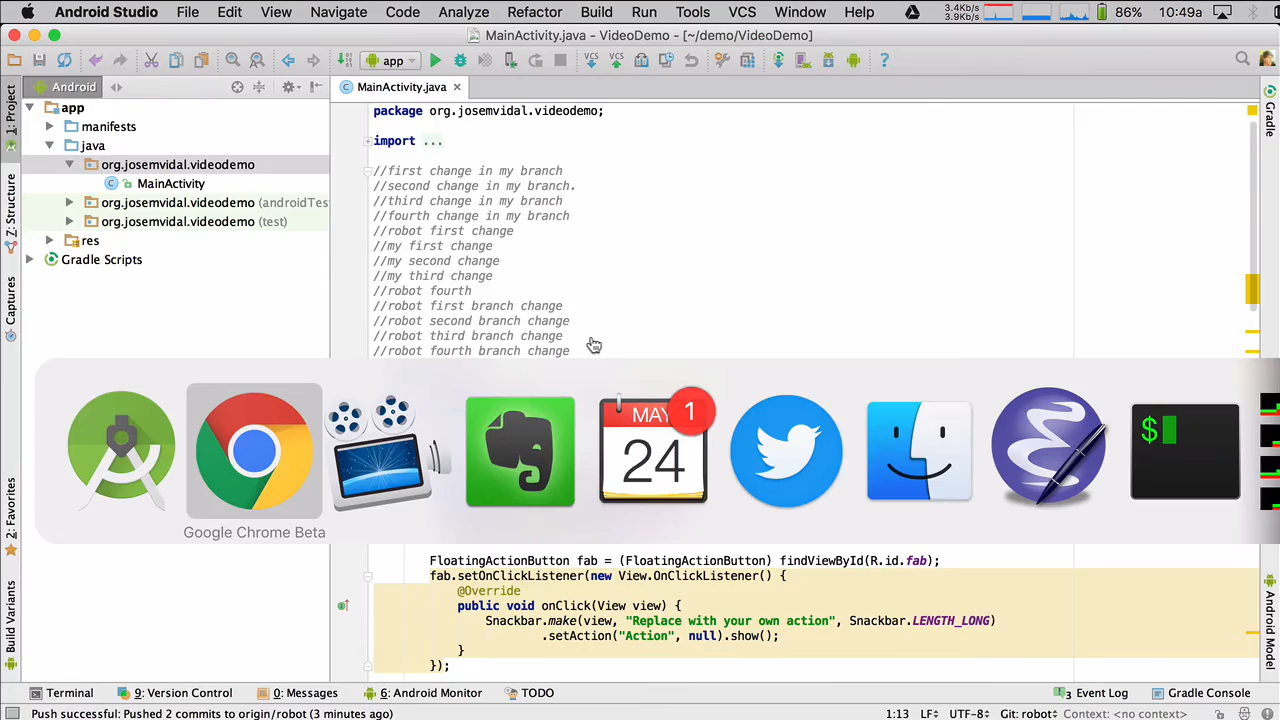 Android Studio File Edit View Navigate Code Analyze Refactor Build Run Tools VCS Window Help 3.4Kb/s 3.9Kb/s 86% 10:49a
MainActivity.java - VideoDemo - [~/demo/VideoDemo]
app
Android
MainActivity.java
1: Project
Z: Structure
Captures
2: Favorites
Build Variants
app
manifests
java
org.josemvidal.videodemo
MainActivity
org.josemvidal.videodemo (androidTes
org.josemvidal.videodemo (test)
res
Gradle Scripts
package org.josemvidal.videodemo;
import ...
//first change in my branch
//second change in my branch.
//third change in my branch
//fourth change in my branch
//robot first change
//my first change
//my second change
//my third change
//robot fourth
//robot first branch change
//robot second branch change
//robot third branch change
//robot fourth branch change
MAY 1
24
$
Google Chrome Beta
FloatingActionButton fab = (FloatingActionButton) findViewById(R.id.fab);
fab.setOnClickListener(new View.OnClickListener() {
@Override
public void onClick(View view) {
Snackbar.make(view, "Replace with your own action", Snackbar.LENGTH_LONG)
.setAction("Action", null).show();
}
});
Gradle
Android Model
Terminal 9: Version Control 0: Messages 6: Android Monitor TODO 3 Event Log Gradle Console
Push successful: Pushed 2 commits to origin/robot (3 minutes ago) 1:13 LF UTF-8 Git: robot Context: <no context>